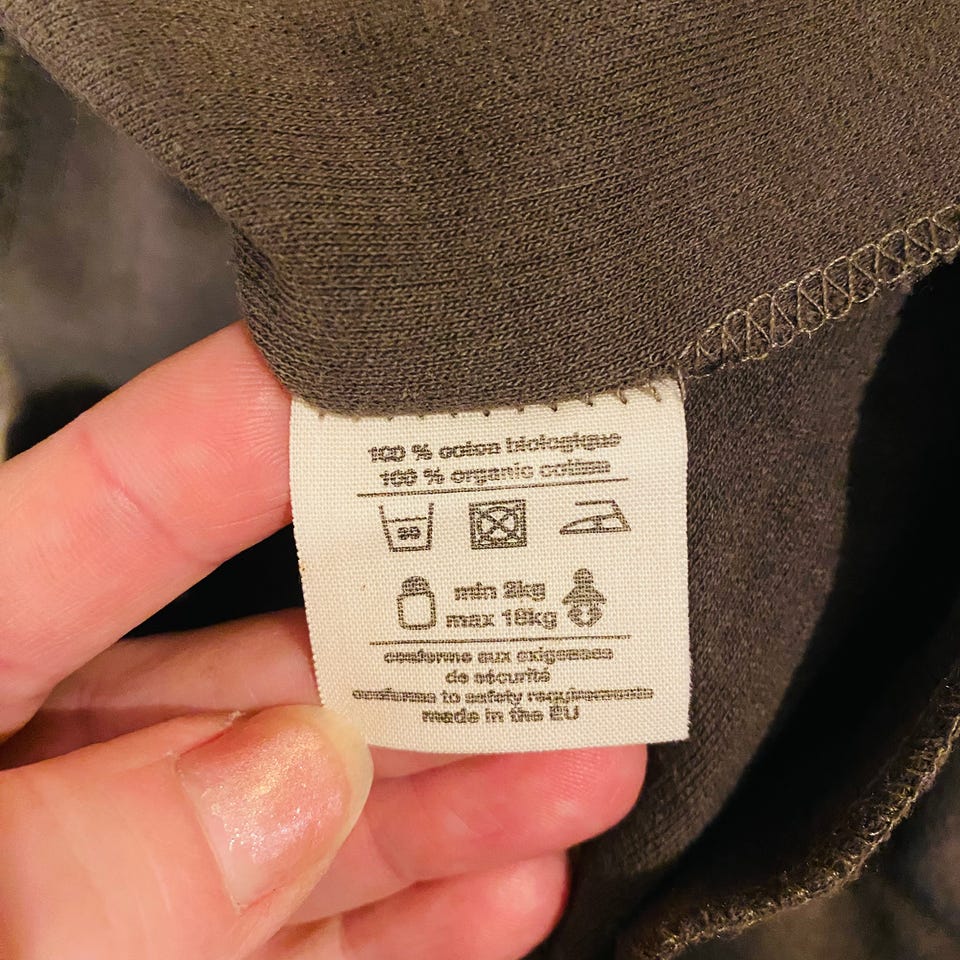 100 % coton biologique
100 % organic cotton
30
min 2kg
max 18kg
conforme aux exigences
de sécurité
conforms to safety requirements
made in the EU